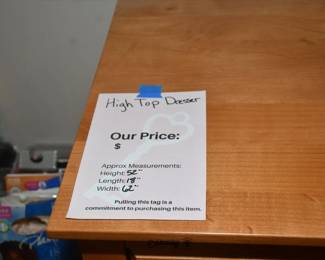 High Top Dresser
Our Price:
$
Approx Measurements:
Height: 52"
Length: 18"
Width: 62"
Pulling this tag is a
commitment to purchasing this item.